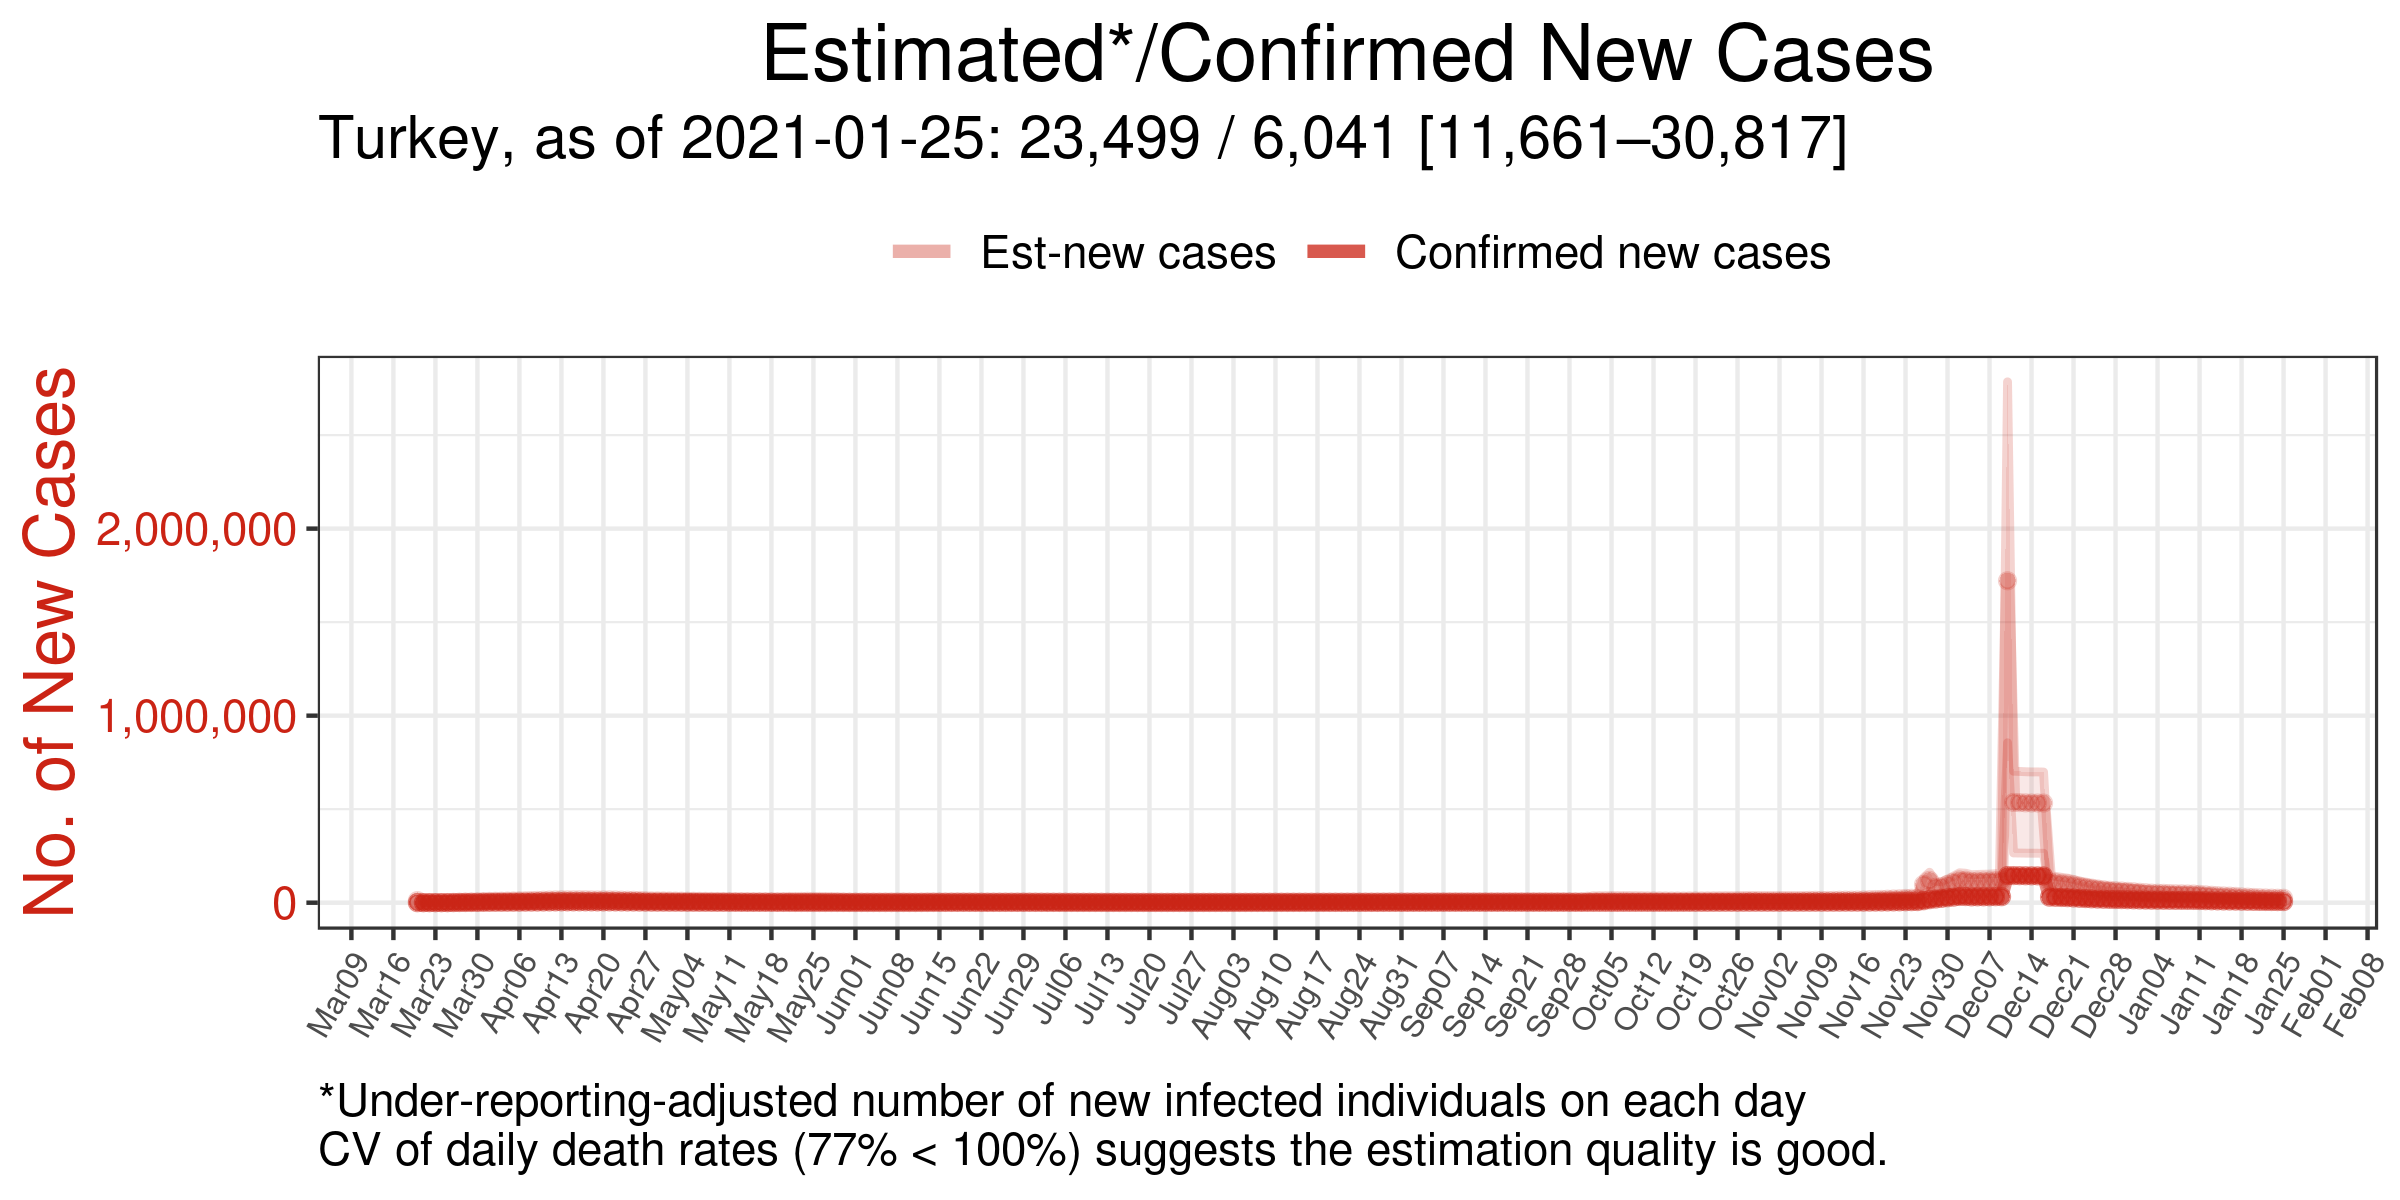 Estimated*/Confirmed New Cases
Turkey, as of 2021-01-25: 23,499 / 6,041 [11,661–30,817]
Est-new cases
Confirmed new cases
No. of New Cases
2,000,000
1,000,000
0
Mar09
Mar16
Mar23
Mar30
Apr06
Apr13
Apr20
Apr27
May04
May11
May18
May25
Jun01
Jun08
Jun15
Jun22
Jun29
Jul06
Jul13
Jul20
Jul27
Aug03
Aug10
Aug17
Aug24
Aug31
Sep07
Sep14
Sep21
Sep28
Oct05
Oct12
Oct19
Oct26
Nov02
Nov09
Nov16
Nov23
Nov30
Dec07
Dec14
Dec21
Dec28
Jan04
Jan11
Jan18
Jan25
Feb01
Feb08
*Under-reporting-adjusted number of new infected individuals on each day
CV of daily death rates (77% < 100%) suggests the estimation quality is good.